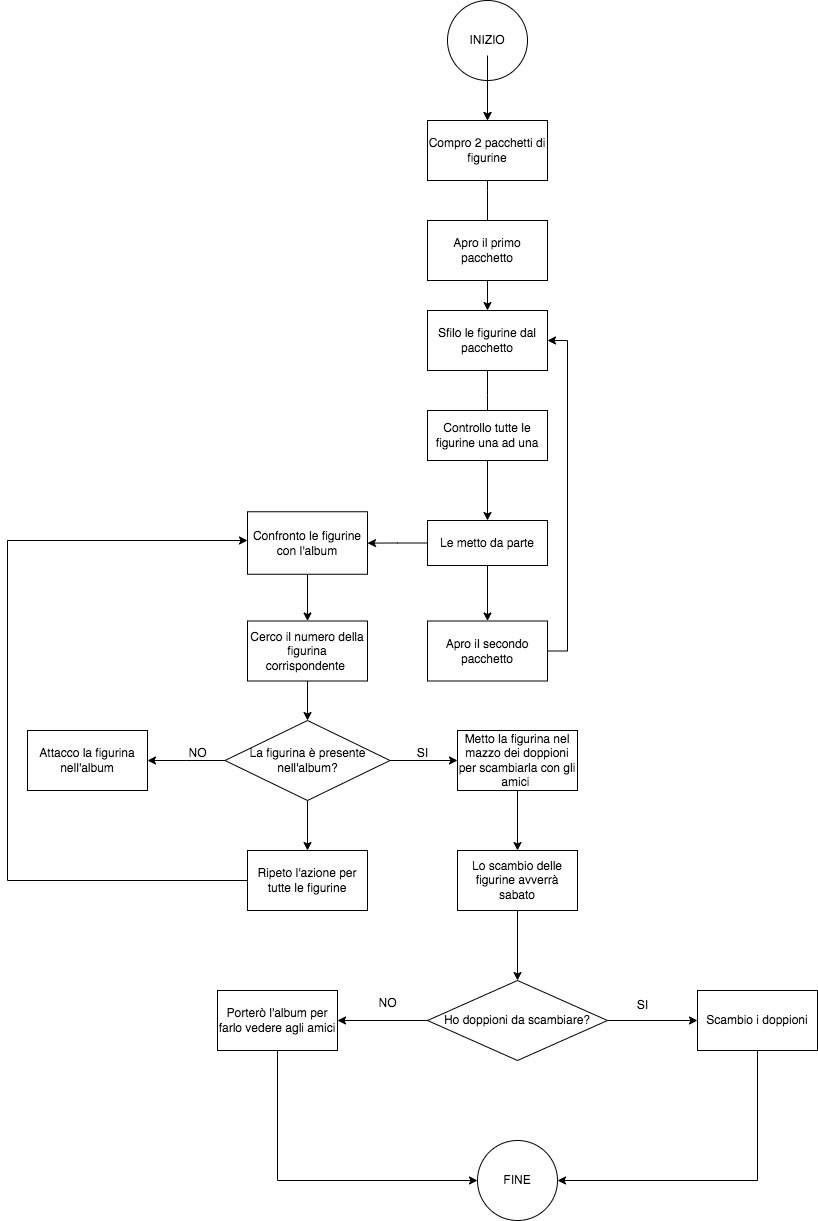 INIZIO
Compro 2 pacchetti di
figurine
Apro il primo
pacchetto
Sfilo le figurine dal
pacchetto
Controllo tutte le
figurine una ad una
Confronto le figurine
con l'album
Le metto da parte
Cerco il numero della
figurina
corrispondente
Apro il secondo
pacchetto
Attacco la figurina
nell'album
NO
La figurina è presente
nell'album?
SI
Metto la figurina nel
mazzo dei doppioni
per scambiarla con gli
amici
Ripeto l'azione per
tutte le figurine
Lo scambio delle
figurine avverrà
sabato
Porterò l'album per
farlo vedere agli amici
NO
Ho doppioni da scambiare?
SI
Scambio i doppioni
FINE